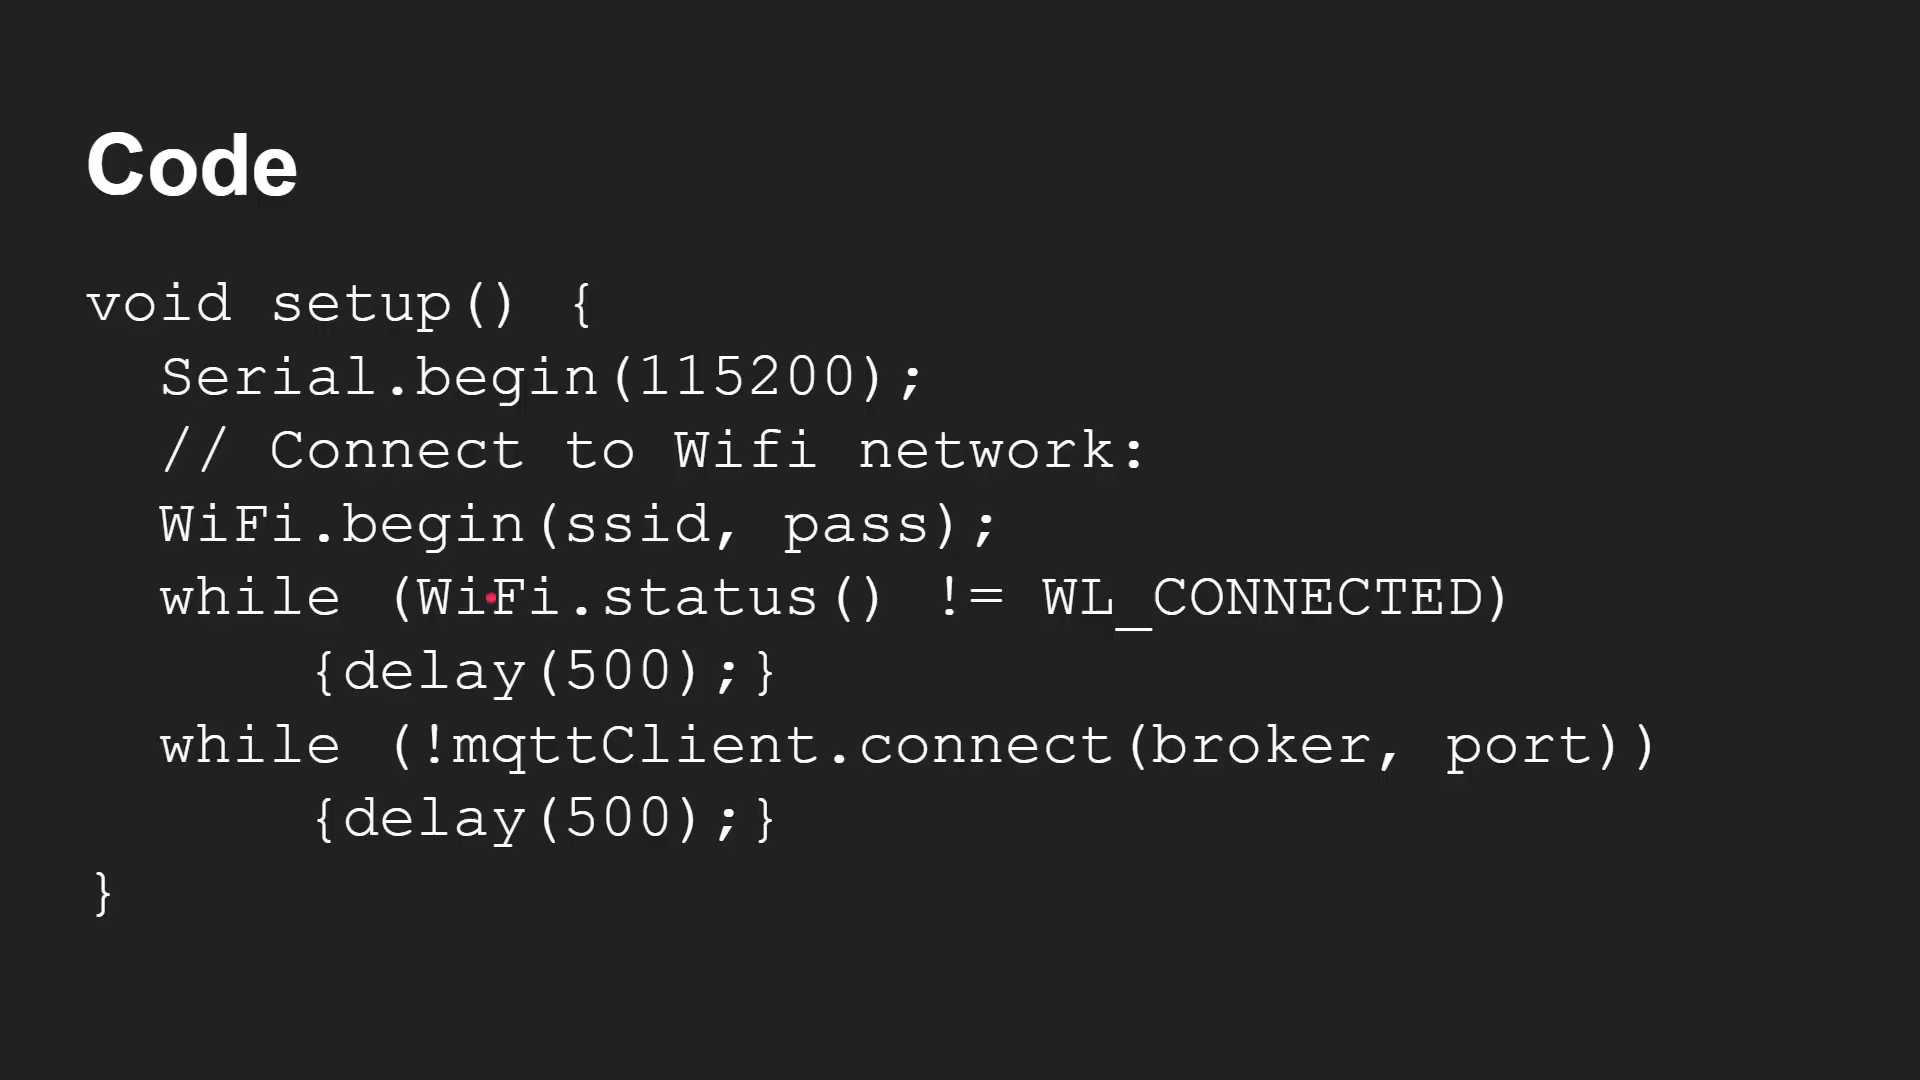 Code
void setup() {
Serial.begin(115200);
// Connect to Wifi network:
WiFi.begin(ssid, pass);
while (WiFi.status() != WL_CONNECTED)
{delay(500);}
while (!mqttClient.connect(broker, port))
{delay(500);}
}